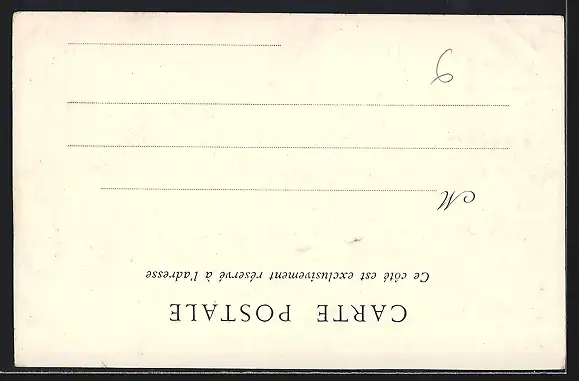 CARTE POSTALE
Ce côté est exclusivement réservé à l'adresse
M